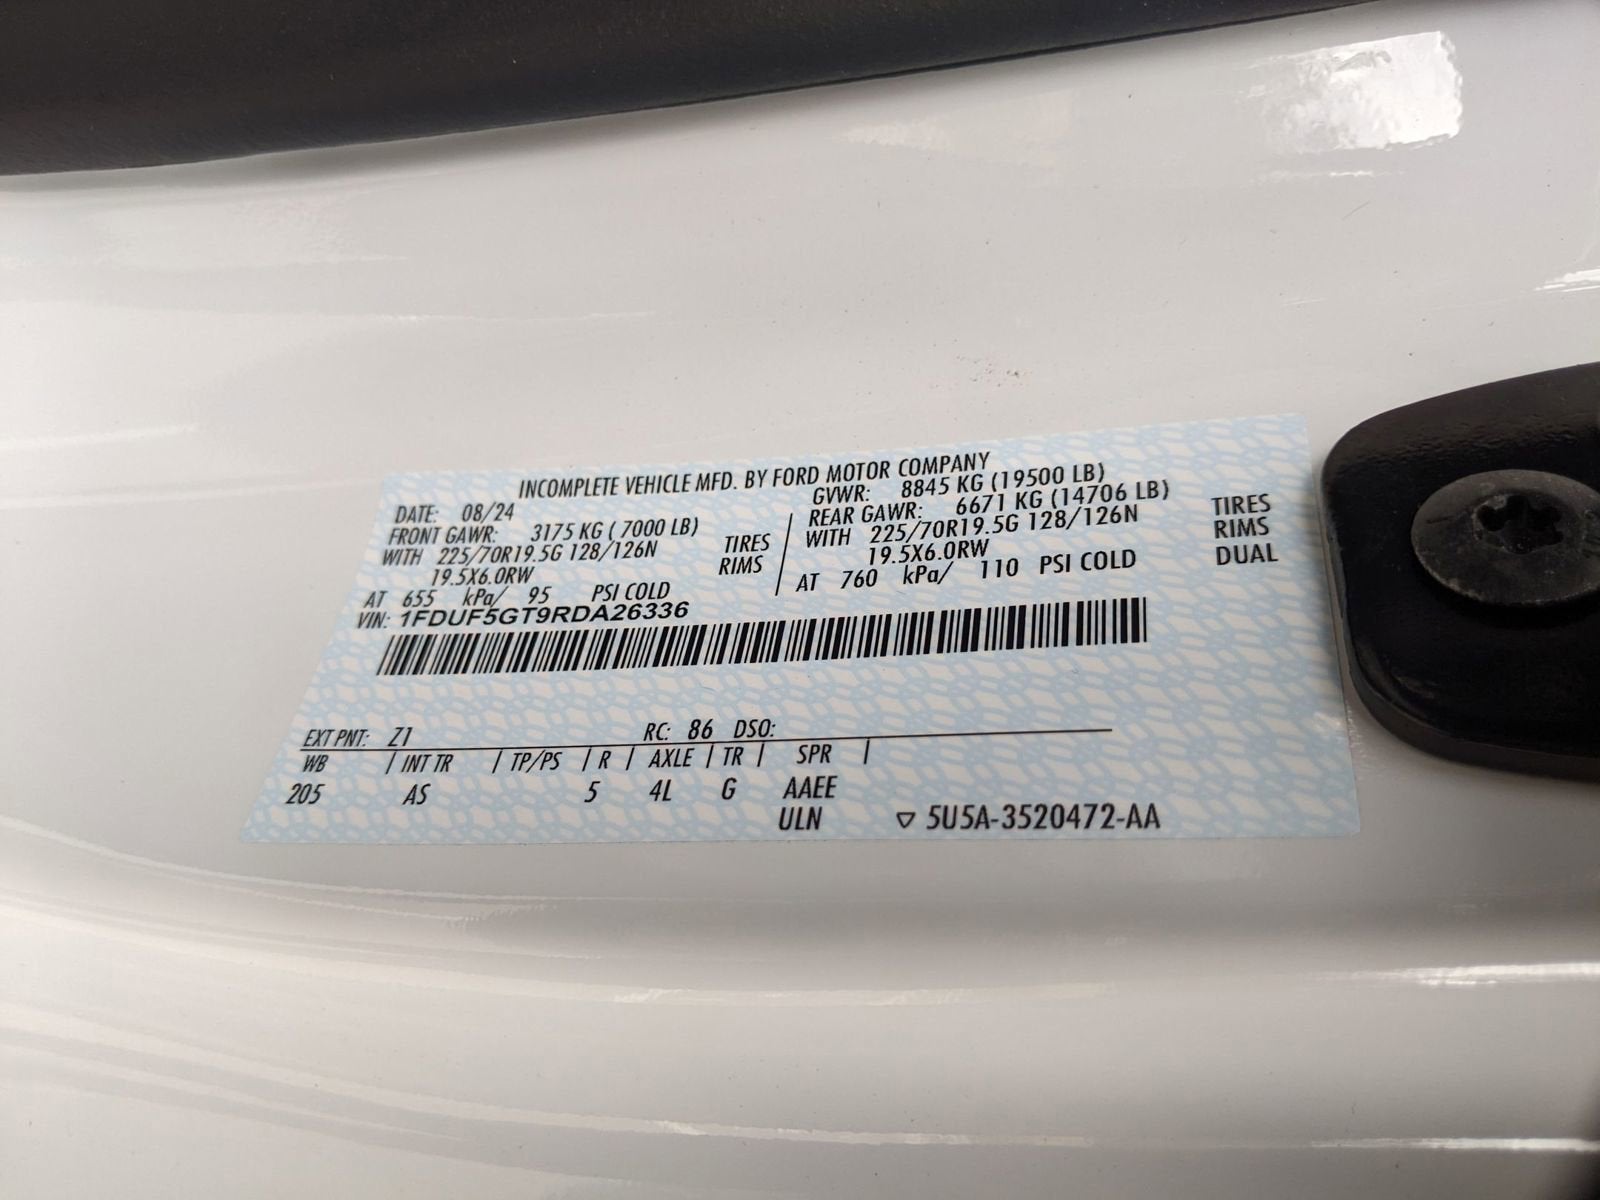 INCOMPLETE VEHICLE MFD. BY FORD MOTOR COMPANY
DATE: 08/24 GVWR: 8845 KG (19500 LB)
FRONT GAWR: 3175 KG ( 7000 LB) REAR GAWR: 6671 KG (14706 LB)
WITH 225/70R19.5G 128/126N TIRES WITH 225/70R19.5G 128/126N TIRES
19.5X6.0RW RIMS 19.5X6.0RW RIMS
AT 655 kPa/ 95 PSI COLD AT 760 kPa/ 110 PSI COLD DUAL
VIN: 1FDUF5GT9RDA26336
EXT PNT: Z1 RC: 86 DSO:
WB | INT TR | TP/PS | R | AXLE | TR | SPR |
205 AS 5 4L G AAEE
ULN ▽ 5U5A-3520472-AA